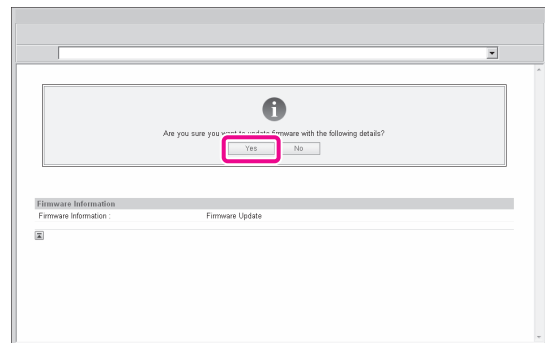 Are you sure you want to update firmware with the following details?
Yes No
Firmware Information
Firmware Information : Firmware Update